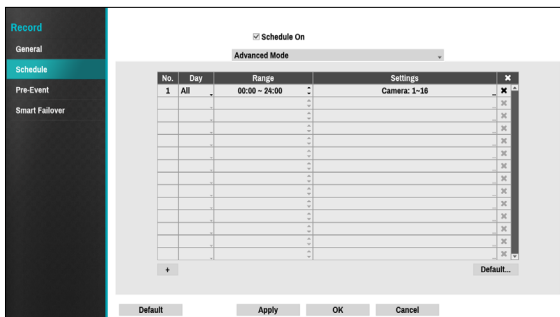 Record
General
Schedule
Pre-Event
Smart Failover
Schedule On
Advanced Mode
No. Day Range Settings
1 All 00:00 ~ 24:00 Camera: 1~16
+ Default...
Default Apply OK Cancel